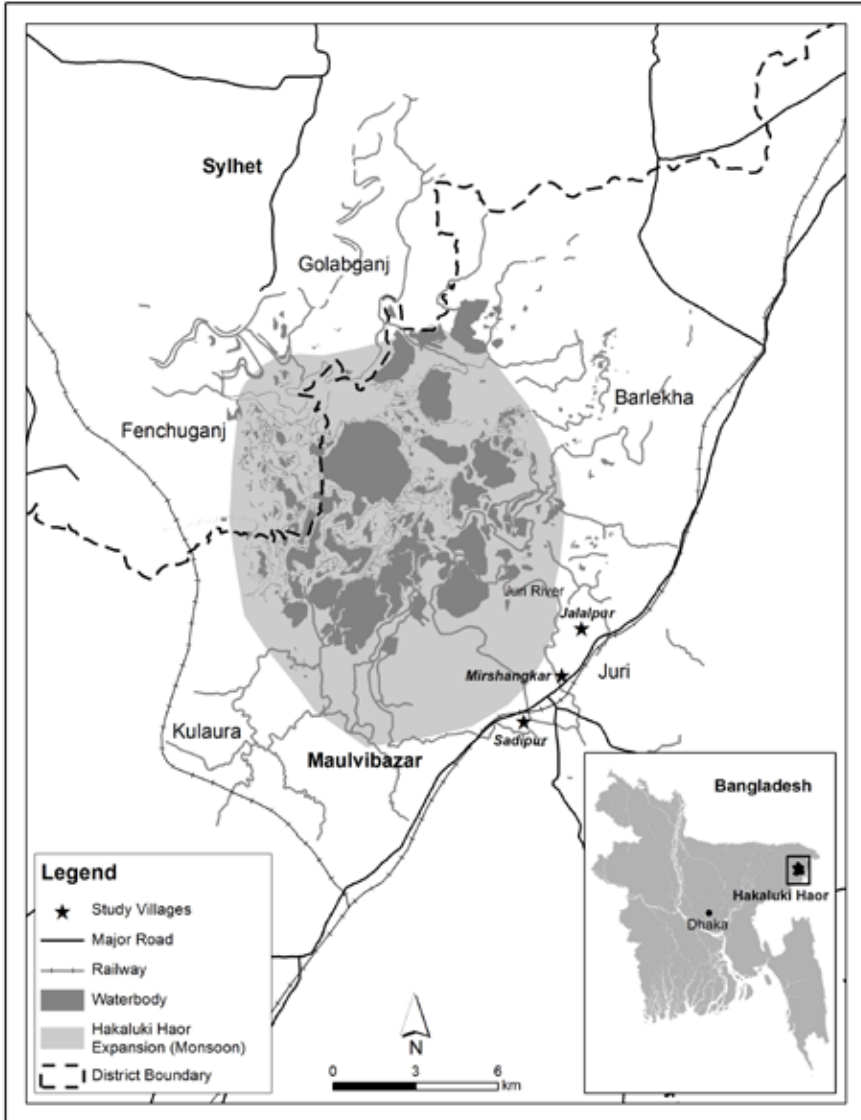 Sylhet
Golabganj
Fenchuganj
Barlekha
Juri River
Jalalpur
Mirshangkar
Juri
Sadipur
Kulaura
Maulvibazar
Bangladesh
Hakaluki Haor
Dhaka
Legend
Study Villages
Major Road
Railway
Waterbody
Hakaluki Haor
Expansion (Monsoon)
District Boundary
N
0 3 6
km